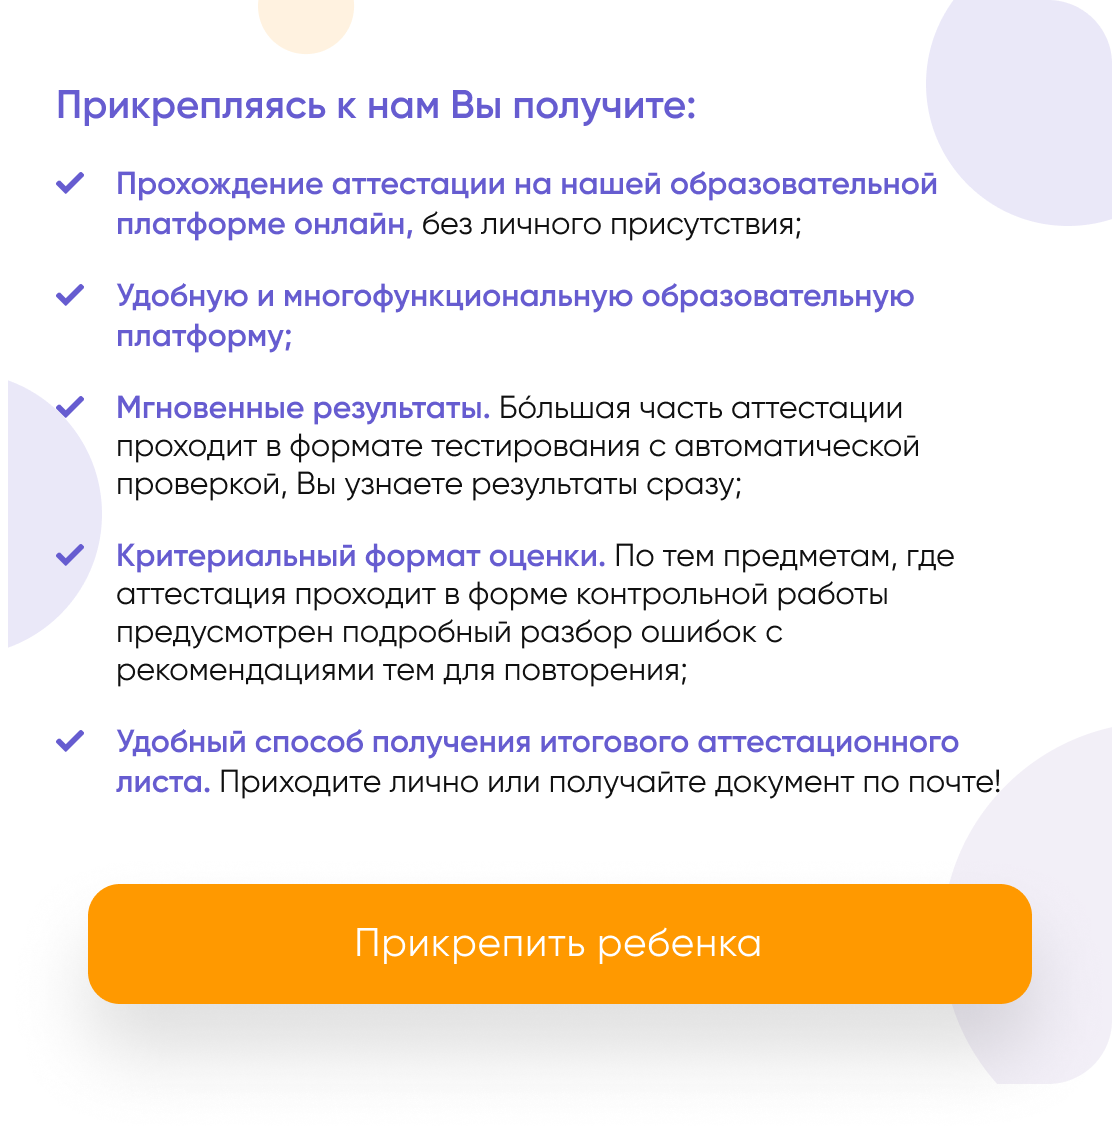 Прикрепляясь к нам Вы получите:
Прохождение аттестации на нашей образовательной
платформе онлайн, без личного присутствия;
Удобную и многофункциональную образовательную
платформу;
Мгновенные результаты. Бо́льшая часть аттестации
проходит в формате тестирования с автоматической
проверкой, Вы узнаете результаты сразу;
Критериальный формат оценки. По тем предметам, где
аттестация проходит в форме контрольной работы
предусмотрен подробный разбор ошибок с
рекомендациями тем для повторения;
Удобный способ получения итогового аттестационного
листа. Приходите лично или получайте документ по почте!
Прикрепить ребенка